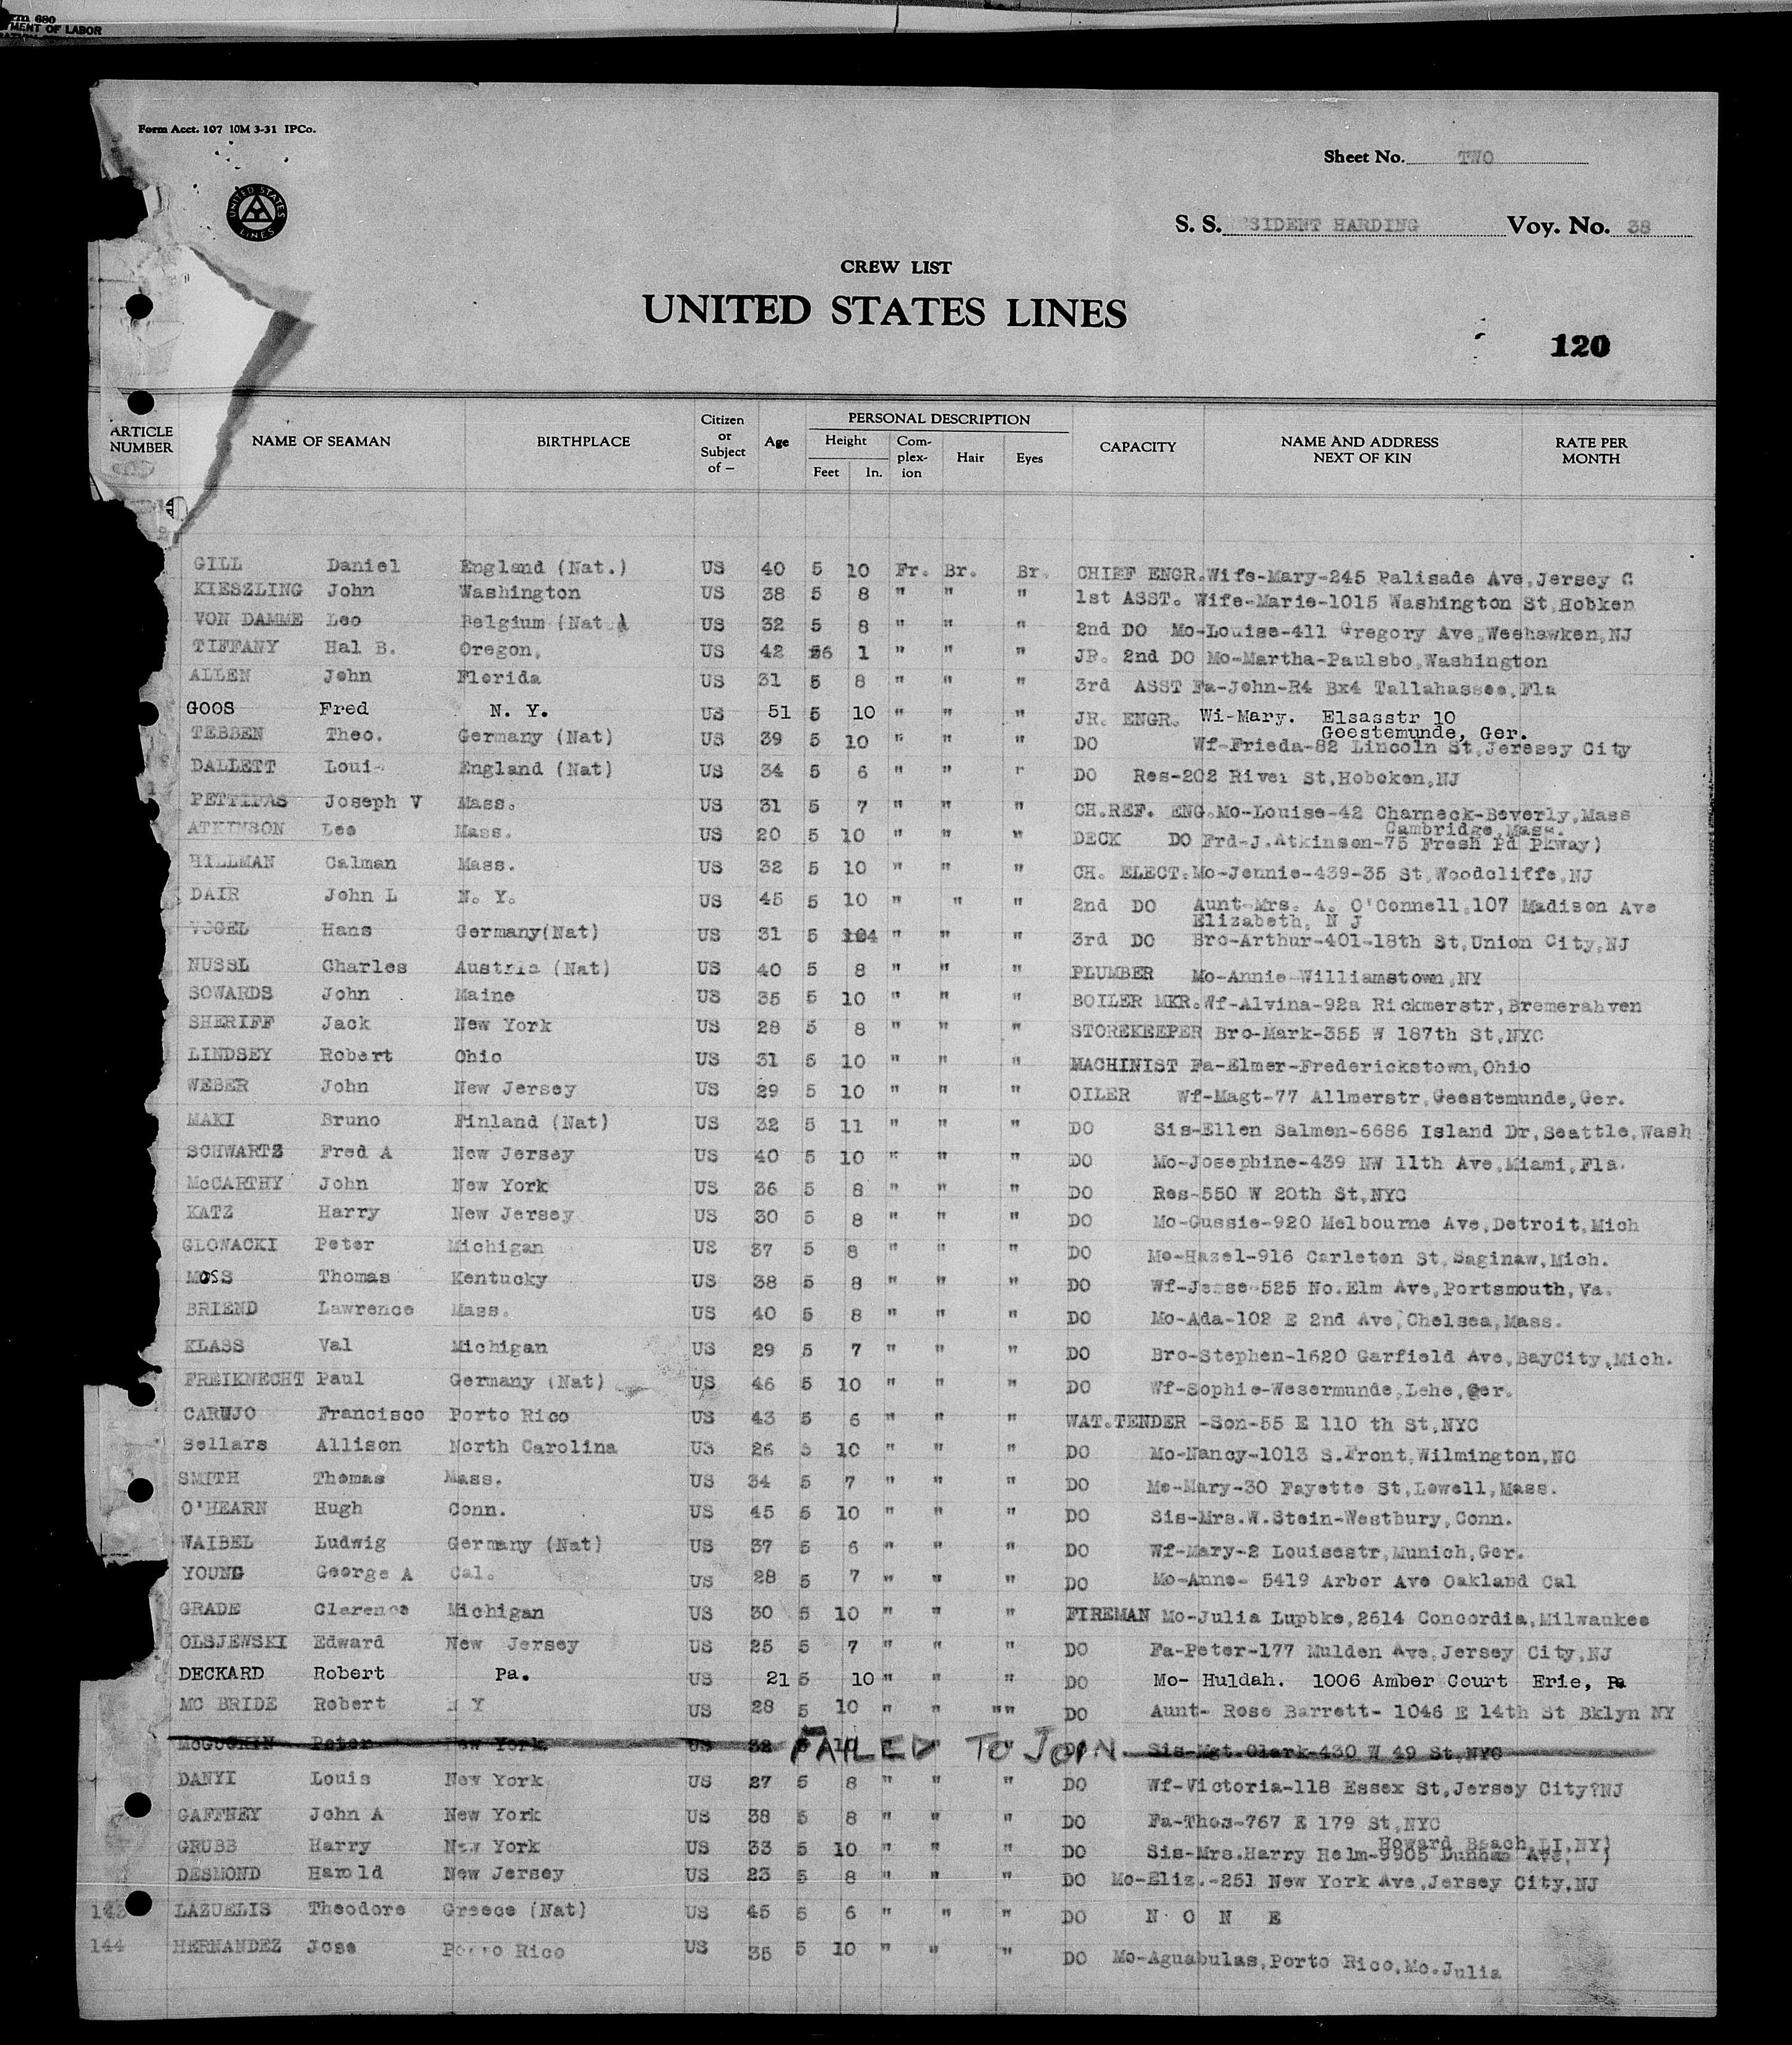 rm 680
MENT OF LABOR
Form Acct. 107 10M 3-31 IPCo.
Sheet No. TWO
UNITED STATES LINES
S. S. SIDENT HARDING Voy. No. 38
CREW LIST
UNITED STATES LINES
120
ARTICLE NUMBER NAME OF SEAMAN BIRTHPLACE Citizen or Subject of — Age PERSONAL DESCRIPTION Height Feet In. Com-plex-ion Hair Eyes CAPACITY NAME AND ADDRESS NEXT OF KIN RATE PER MONTH
GILL Daniel England (Nat.) US 40 5 10 Fr. Br. Br. CHIEF ENGR. Wife-Mary-245 Palisade Ave, Jersey C
KIESZLING John Washington US 38 5 8 " " " 1st ASST. Wife-Marie-1015 Washington St, Hobken
VON DAMME Leo Belgium (Nat US 32 5 8 " " " 2nd DO Mo-Louise-411 Gregory Ave, Weehawken, NJ
TIFFANY Hal B. Oregon, US 42 6 1 " " " JR. 2nd DO Mo-Martha-Paulsbo, Washington
ALLEN John Florida US 31 5 8 " " " 3rd ASST Fa-John-R4 Bx4 Tallahassee, Fla
GOOS Fred N. Y. US 51 5 10 " " " JR. ENGR. Wi-Mary. Elsasstr 10
Geestemunde, Ger.
TEBBEN Theo. Germany (Nat) US 39 5 10 " " " DO Wf-Frieda-82 Lincoln St, Jeresey City
DALLETT Loui England (Nat) US 34 5 6 " " " DO Res-202 River St, Hoboken, NJ
PETTIPAS Joseph V Mass. US 31 5 7 " " " CH.REF. ENG. Mo-Louise-42 Charnock-Beverly, Mass
Cambridge, Mass.
ATKINSON Lee Mass. US 20 5 10 " " " DECK DO Frd-J. Atkinson-75 Fresh Pd Pkway)
HILLMAN Calman Mass. US 32 5 10 " " " CH. ELECT. Mo-Jennie-439-35 St, Woodcliffe, NJ
DAIR John L N. Y. US 45 5 10 " " " 2nd DO Aunt-Mrs. A. O'Connell, 107 Madison Ave
Elizabeth, N J
VOGEL Hans Germany(Nat) US 31 5 " " " 3rd DO Bro-Arthur-401-18th St, Union City, NJ
NUSSL Charles Austria (Nat) US 40 5 8 " " " PLUMBER Mo-Annie-Williamstown, NY
SOWARDS John Maine US 35 5 10 " " " BOILER MKR. Wf-Alvina-92a Rickmerstr, Bremerahven
SHERIFF Jack New York US 28 5 8 " " " STOREKEEPER Bro-Mark-355 W 187th St, NYC
LINDSEY Robert Ohio US 31 5 10 " " " MACHINIST Fa-Elmer-Frederickstown, Ohio
WEBER John New Jersey US 29 5 10 " " " OILER Wf-Magt-77 Allmerstr, Geestemunde, Ger.
MAKI Bruno Finland (Nat) US 32 5 11 " " " DO Sis-Ellen Salmen-6686 Island Dr, Seattle, Wash
SCHWARTZ Fred A New Jersey US 40 5 10 " " " DO Mo-Josephine-439 NW 11th Ave, Miami, Fla.
McCARTHY John New York US 36 5 8 " " " DO Res-550 W 20th St, NYC
KATZ Harry New Jersey US 30 5 8 " " " DO Mo-Gussie-920 Melbourne Ave, Detroit, Mich
GLOWACKI Peter Michigan US 37 5 8 " " " DO Mo-Hazel-916 Carleton St, Saginaw, Mich.
MOSS Thomas Kentucky US 38 5 8 " " " DO Wf-Jesse-525 No. Elm Ave, Portsmouth, Va.
BRIEND Lawrence Mass. US 40 5 8 " " " DO Mo-Ada-102 E 2nd Ave, Chelsea, Mass.
KLASS Val Michigan US 29 5 7 " " " DO Bro-Stephen-1620 Garfield Ave, BayCity, Mich.
FREIKNECHT Paul Germany (Nat) US 46 5 10 " " " DO Wf-Sophie-Wesermunde, Lehe, Ger.
CARUJO Francisco Porto Rico US 43 5 6 " " " WAT.TENDER -Son-55 E 110 th St, NYC
Sellars Allison North Carolina US 26 5 10 " " " DO Mo-Nancy-1013 S. Front, Wilmington, NC
SMITH Thomas Mass. US 34 5 7 " " " DO Mo-Mary-30 Fayette St, Lowell, Mass.
O'HEARN Hugh Conn. US 45 5 10 " " " DO Sis-Mrs.W.Stein-Westbury, Conn.
WAIBEL Ludwig Germany (Nat) US 37 5 6 " " " DO Wf-Mary-2 Louisestr, Munich, Ger.
YOUNG George A Cal. US 28 5 7 " " " DO Mo-Anne- 5419 Arbor Ave Oakland Cal
GRADE Clarence Michigan US 30 5 10 " " " FIREMAN Mo-Julia Lupbke, 2614 Concordia, Milwaukee
OLSJEWSKI Edward New Jersey US 25 5 7 " " " DO Fa-Peter-177 Mulden Ave, Jersey City, NJ
DECKARD Robert Pa. US 21 5 10 " " " DO Mo- Huldah. 1006 Amber Court Erie, Pa
MC BRIDE Robert N Y US 28 5 10 " " "" DO Aunt- Rose Barrett- 1046 E 14th St Bklyn NY
Peter New York US 32 5 10 FAILED TO JOIN DO Sis-Mgt.Clark-430 W 49 St, NYC
DANYI Louis New York US 27 5 8 " " " DO Wf-Victoria-118 Essex St, Jersey City?NJ
GAFFNEY John A New York US 38 5 8 " " " DO Fa-Thos-767 E 179 St, NYC
Howard Beach, LI, NY)
GRUBB Harry New York US 33 5 10 " " " DO Sis-Mrs.Harry Helm-9905 Dunham Ave. )
DESMOND Harold New Jersey US 23 5 8 " " " DO Mo-Eliz.-251 New York Ave, Jersey City, NJ
143 LAZUELIS Theodore Greece (Nat) US 45 5 6 " " " DO N O N E
144 HERNANDEZ Jose Porto Rico US 35 5 10 " " " DO Mo-Aguabulas, Porto Rico, Mo. Julia